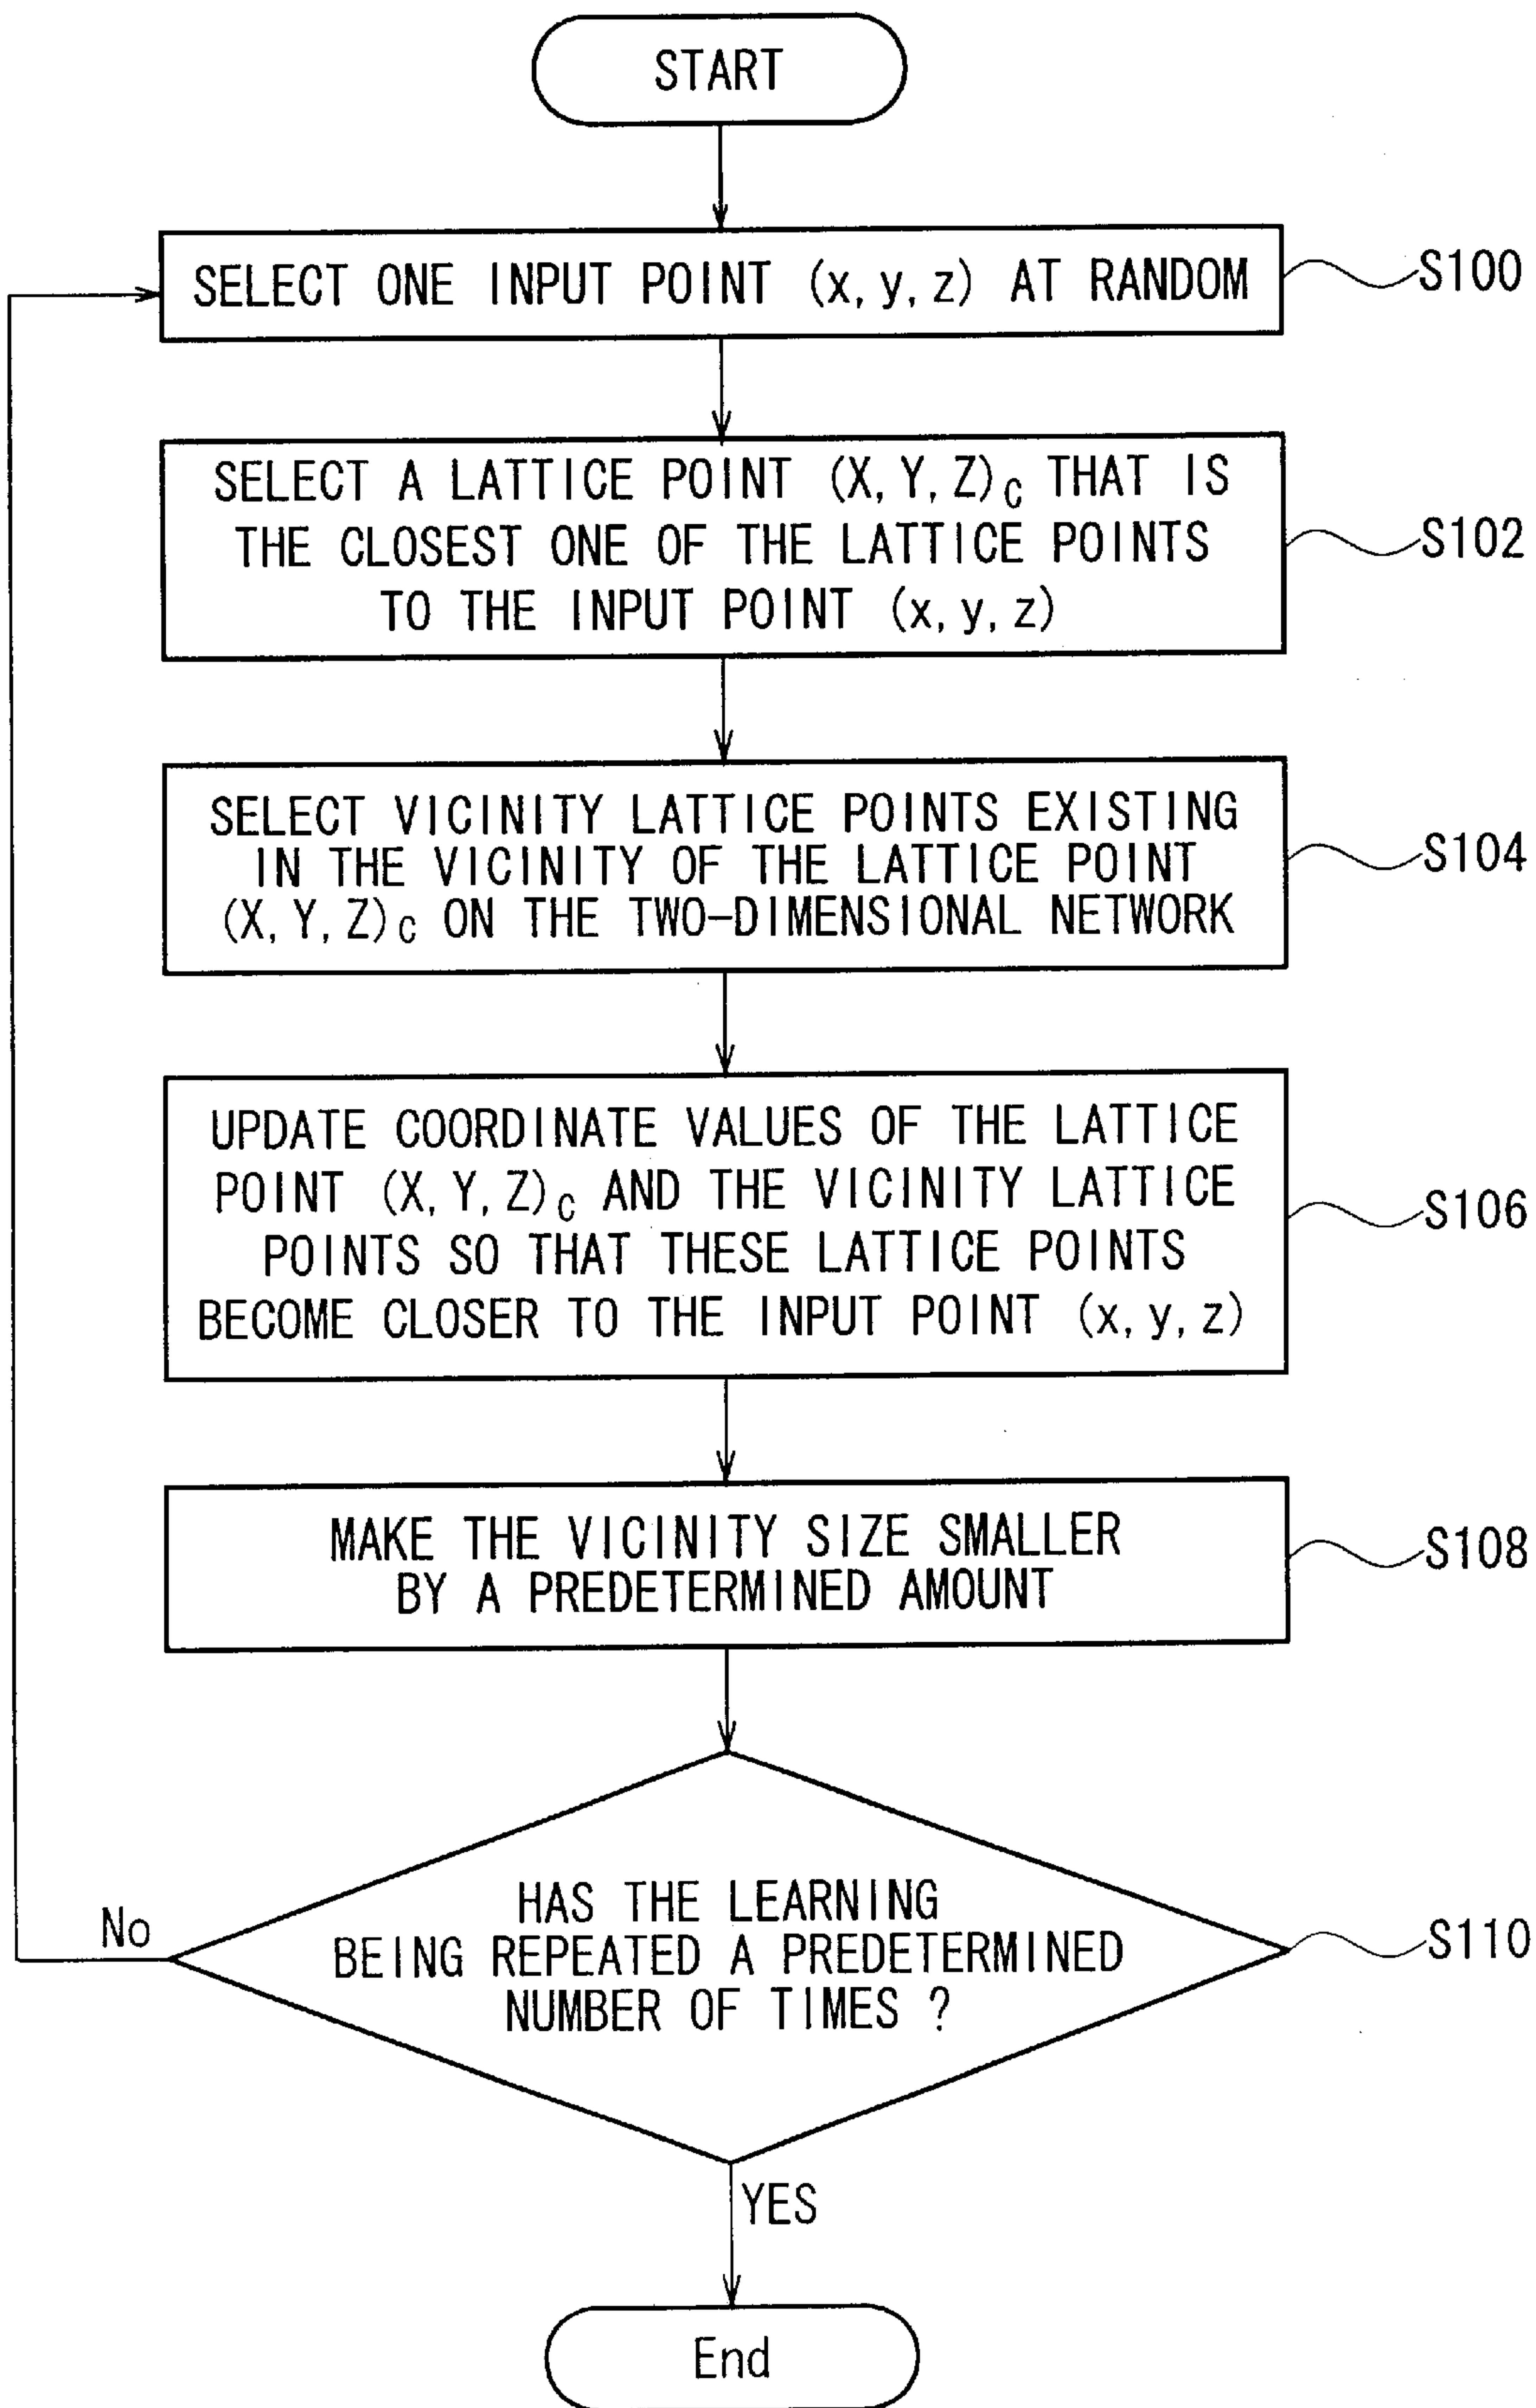 START
SELECT ONE INPUT POINT (x, y, z) AT RANDOM
S100
SELECT A LATTICE POINT (X, Y, Z)C THAT IS
THE CLOSEST ONE OF THE LATTICE POINTS
TO THE INPUT POINT (x, y, z)
S102
SELECT VICINITY LATTICE POINTS EXISTING
IN THE VICINITY OF THE LATTICE POINT
(X, Y, Z)C ON THE TWO-DIMENSIONAL NETWORK
S104
UPDATE COORDINATE VALUES OF THE LATTICE
POINT (X, Y, Z)C AND THE VICINITY LATTICE
POINTS SO THAT THESE LATTICE POINTS
BECOME CLOSER TO THE INPUT POINT (x, y, z)
S106
MAKE THE VICINITY SIZE SMALLER
BY A PREDETERMINED AMOUNT
S108
HAS THE LEARNING
BEING REPEATED A PREDETERMINED
NUMBER OF TIMES ?
S110
No
YES
End